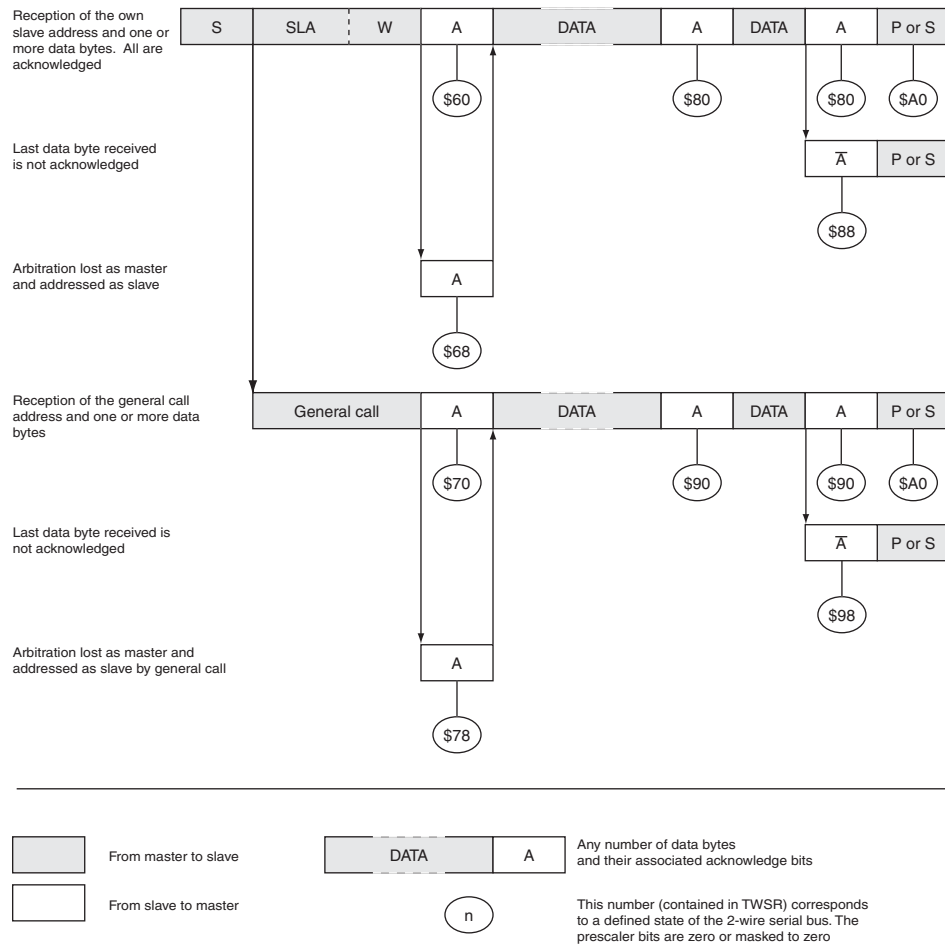 Reception of the own
slave address and one or
more data bytes.  All are
acknowledged
S SLA W A DATA A DATA A P or S
$60 $80 $80 $A0
Last data byte received
is not acknowledged
A̅ P or S
$88
Arbitration lost as master
and addressed as slave
A
$68
Reception of the general call
address and one or more data
bytes
General call A DATA A DATA A P or S
$70 $90 $90 $A0
Last data byte received is
not acknowledged
A̅ P or S
$98
Arbitration lost as master and
addressed as slave by general call
A
$78
From master to slave
DATA A
Any number of data bytes
and their associated acknowledge bits
From slave to master
n
This number (contained in TWSR) corresponds
to a defined state of the 2-wire serial bus. The
prescaler bits are zero or masked to zero